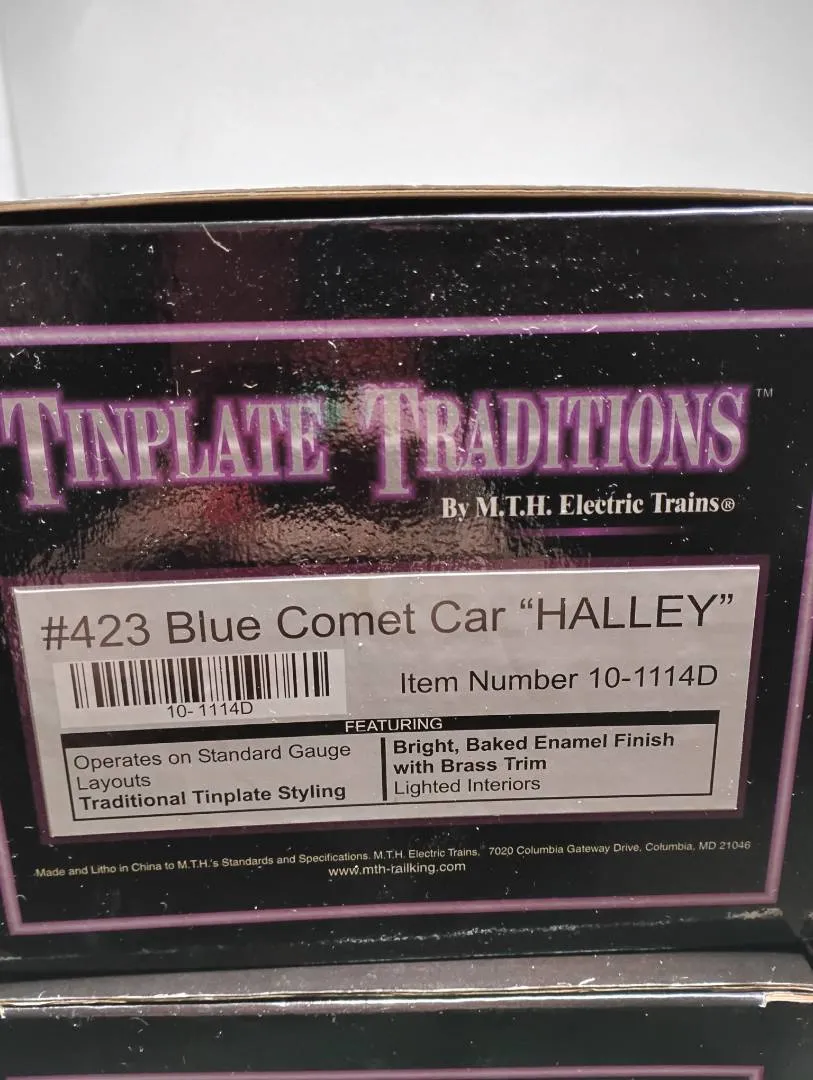 TINPLATE TRADITIONS™
By M.T.H. Electric Trains®
#423 Blue Comet Car “HALLEY”
10-1114D
Item Number 10-1114D
FEATURING
Operates on Standard Gauge
Layouts
Traditional Tinplate Styling
Bright, Baked Enamel Finish
with Brass Trim
Lighted Interiors
Made and Litho in China to M.T.H.'s Standards and Specifications. M.T.H. Electric Trains, 7020 Columbia Gateway Drive, Columbia, MD 21046
www.mth-railking.com